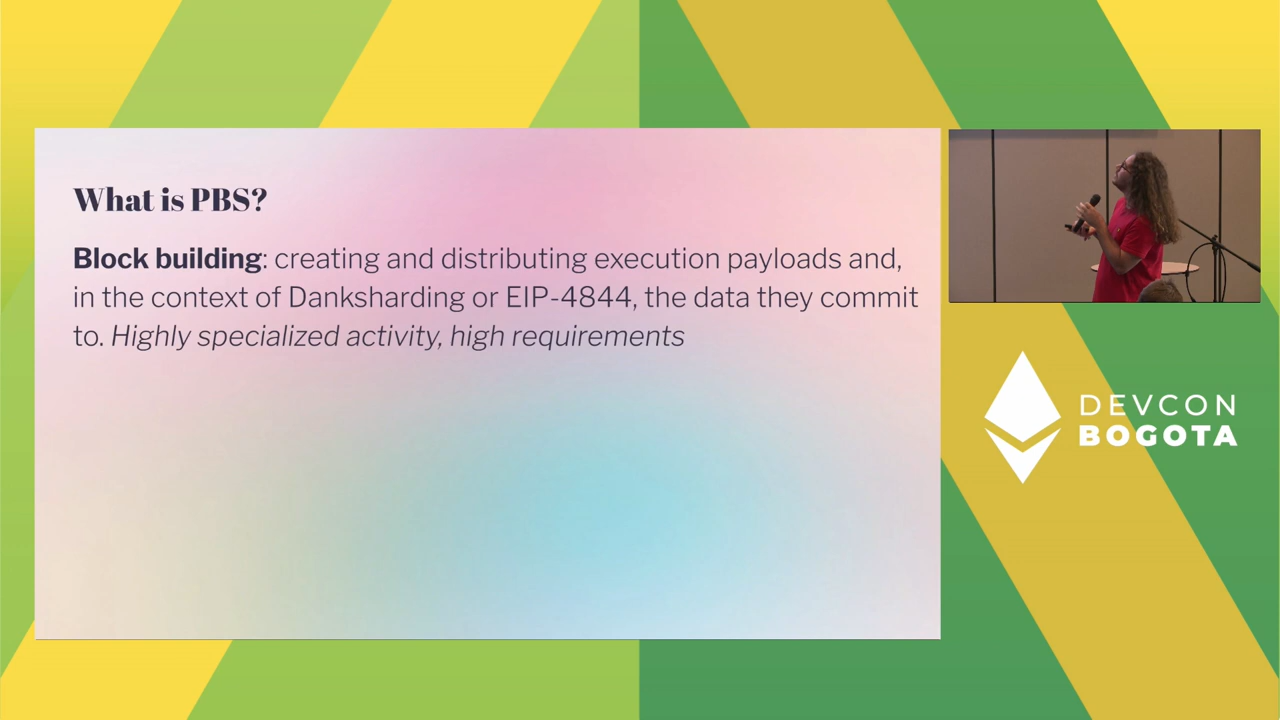 What is PBS?
Block building: creating and distributing execution payloads and,
in the context of Danksharding or EIP-4844, the data they commit
to. Highly specialized activity, high requirements
DEVCON
BOGOTA